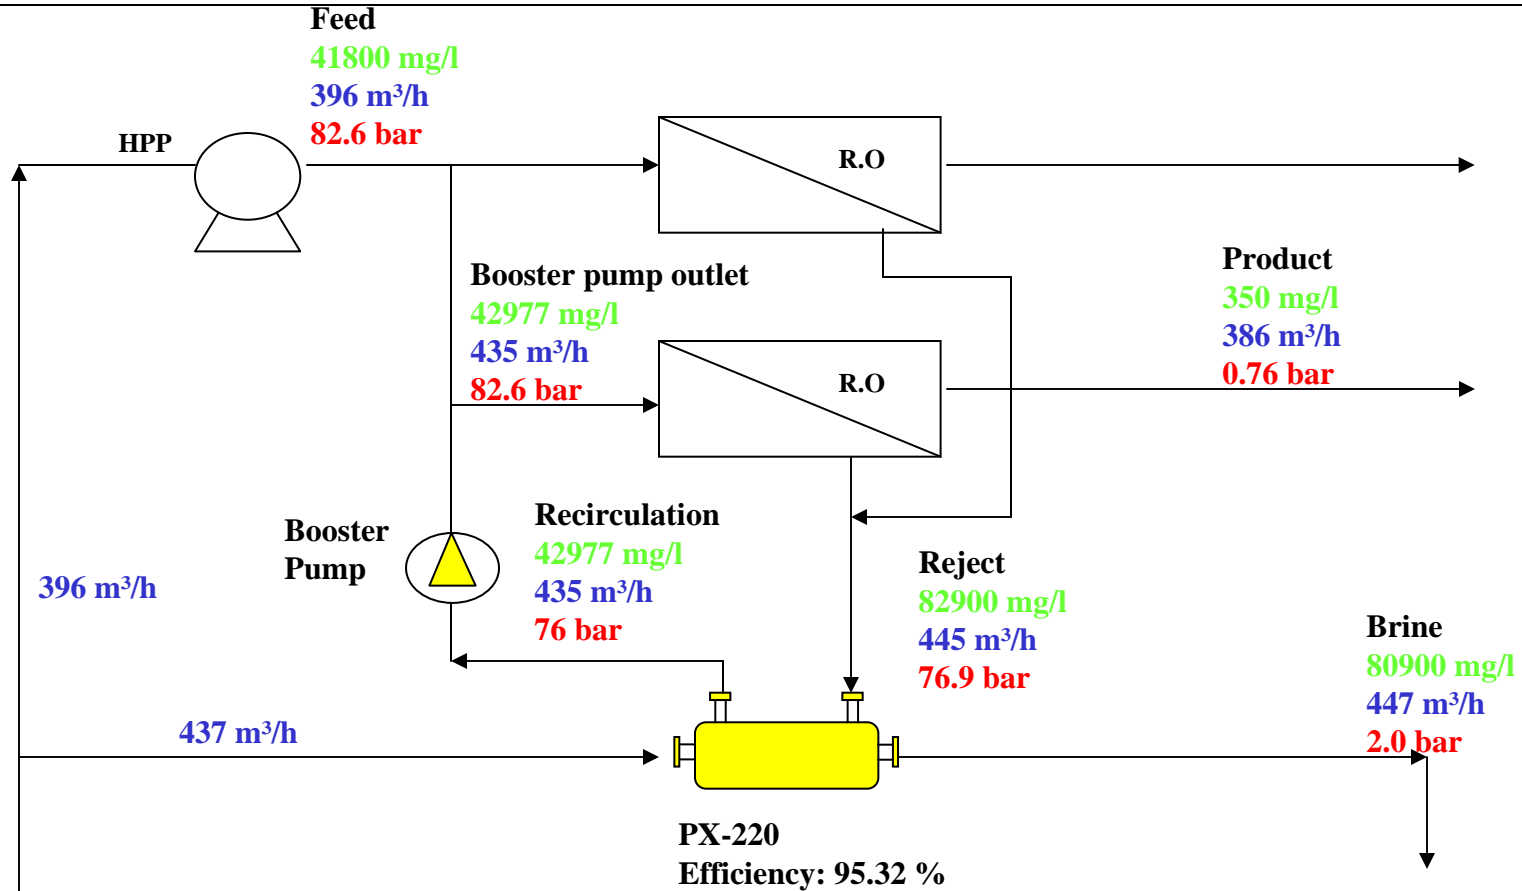 Feed
41800 mg/l
396 m³/h
82.6 bar
HPP
R.O
Booster pump outlet
42977 mg/l
435 m³/h
82.6 bar
R.O
Product
350 mg/l
386 m³/h
0.76 bar
Booster
Pump
Recirculation
42977 mg/l
435 m³/h
76 bar
396 m³/h
Reject
82900 mg/l
445 m³/h
76.9 bar
Brine
80900 mg/l
447 m³/h
2.0 bar
437 m³/h
PX-220
Efficiency: 95.32 %